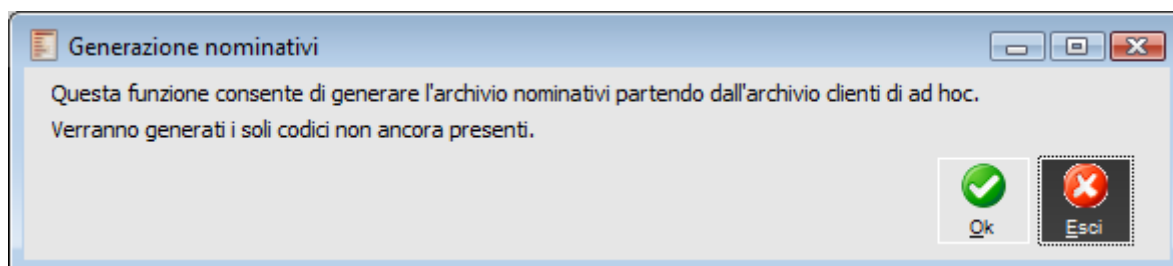 Generazione nominativi
Questa funzione consente di generare l'archivio nominativi partendo dall'archivio clienti di ad hoc.
Verranno generati i soli codici non ancora presenti.
Ok
Esci